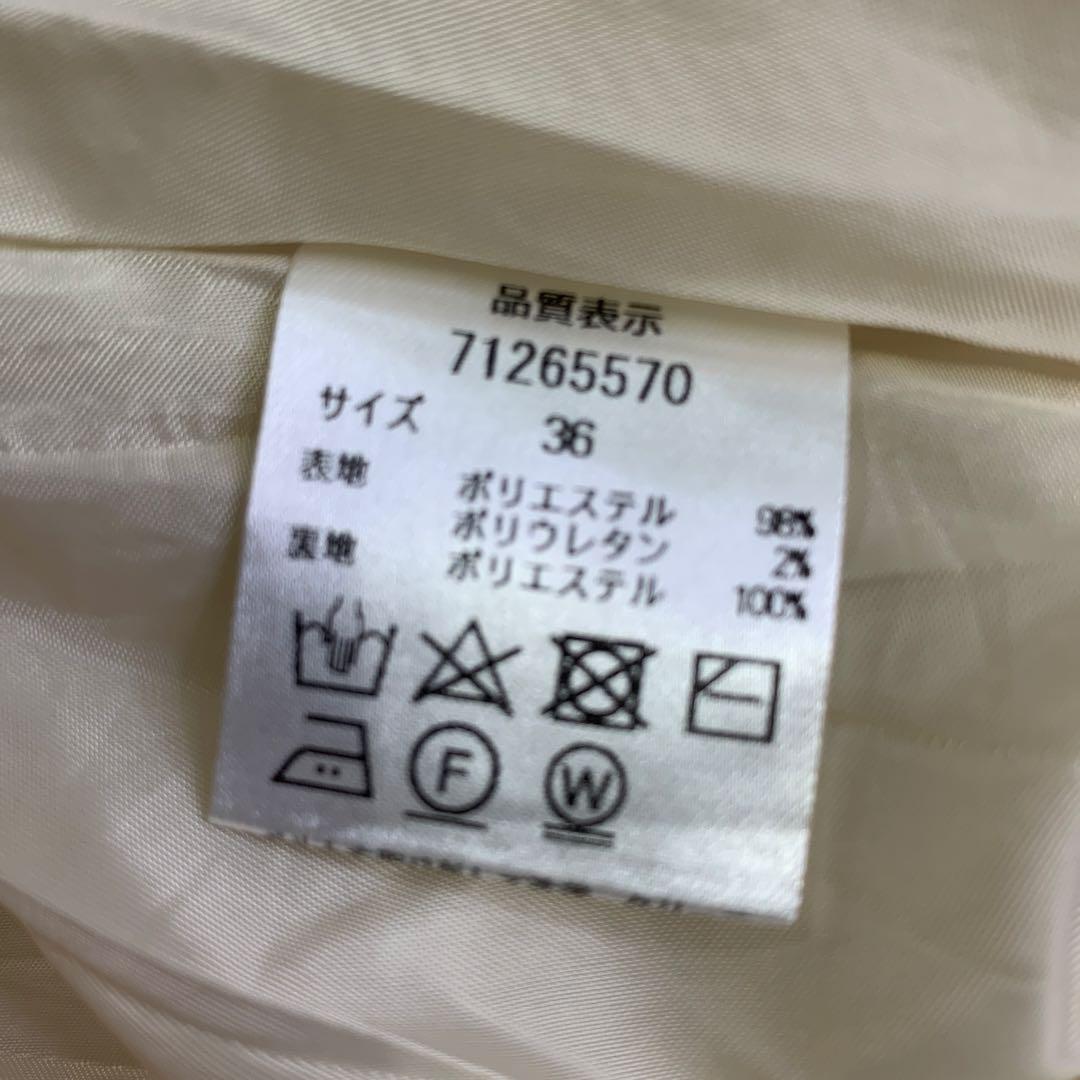 品質表示
71265570
サイズ 36
表地 ポリエステル 98%
ポリウレタン 2%
裏地 ポリエステル 100%
F W